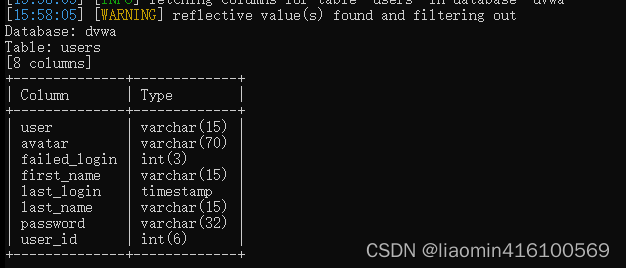 [15:58:05] [INFO] fetching columns for table 'users' in database 'dvwa'
[15:58:05] [WARNING] reflective value(s) found and filtering out
Database: dvwa
Table: users
[8 columns]
+--------------+-------------+
| Column       | Type        |
+--------------+-------------+
| user         | varchar(15) |
| avatar       | varchar(70) |
| failed_login | int(3)      |
| first_name   | varchar(15) |
| last_login   | timestamp   |
| last_name    | varchar(15) |
| password     | varchar(32) |
| user_id      | int(6)      |
+--------------+-------------+
CSDN @liaomin416100569